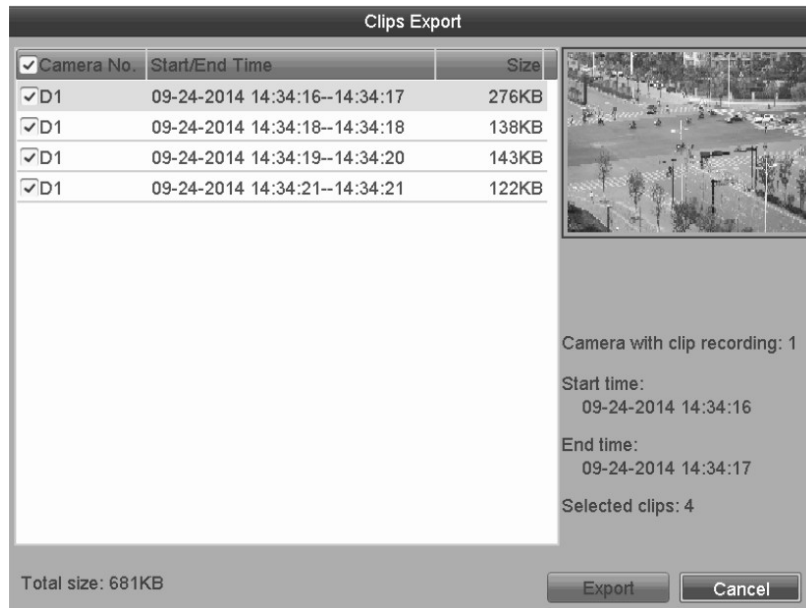 Clips Export
Camera No. Start/End Time Size
D1 09-24-2014 14:34:16--14:34:17 276KB
D1 09-24-2014 14:34:18--14:34:18 138KB
D1 09-24-2014 14:34:19--14:34:20 143KB
D1 09-24-2014 14:34:21--14:34:21 122KB
Camera with clip recording: 1
Start time:
09-24-2014 14:34:16
End time:
09-24-2014 14:34:17
Selected clips: 4
Total size: 681KB
Export Cancel